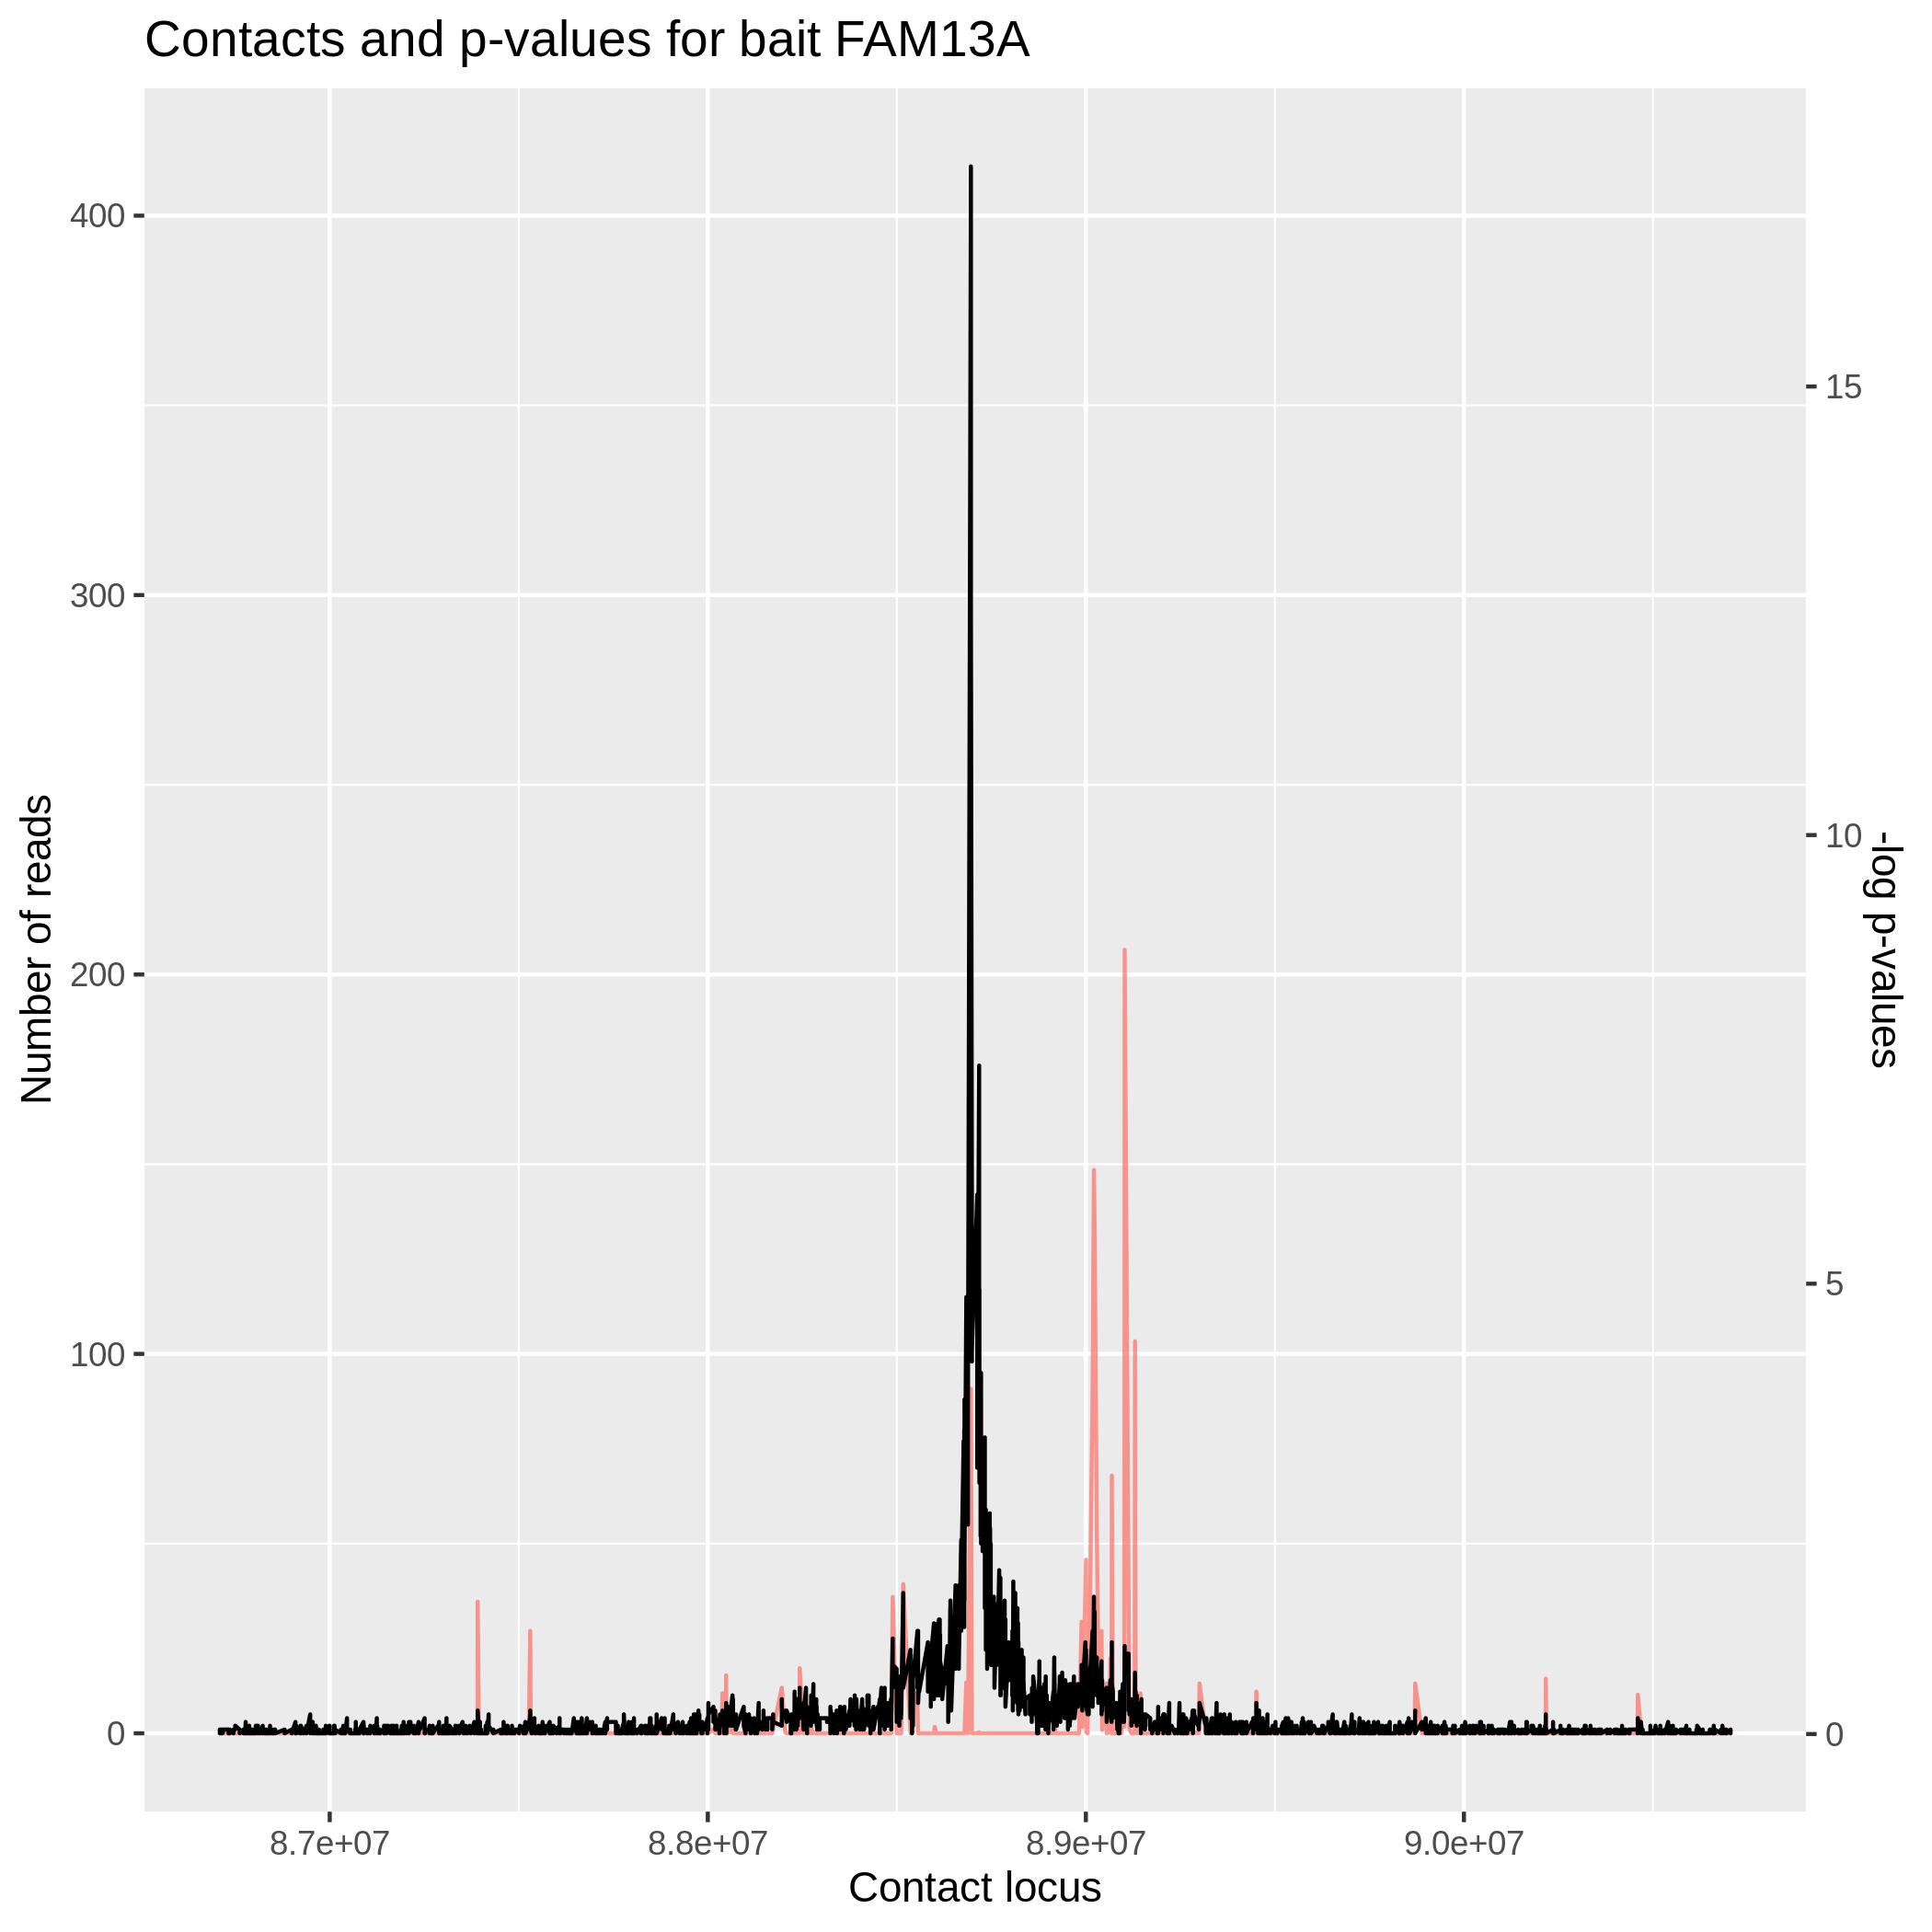 Contacts and p-values for bait FAM13A
400
300
200
100
0
Number of reads
15
10
5
0
-log p-values
8.7e+07
8.8e+07
8.9e+07
9.0e+07
Contact locus